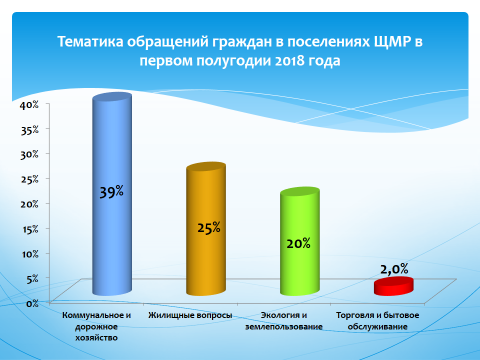 Тематика обращений граждан в поселениях ЩМР в
первом полугодии 2018 года
40%
35%
30%
25%
20%
15%
10%
5%
0%
39%
25%
20%
2,0%
Коммунальное и
дорожное
хозяйство
Жилищные вопросы
Экология и
землепользование
Торговля и бытовое
обслуживание